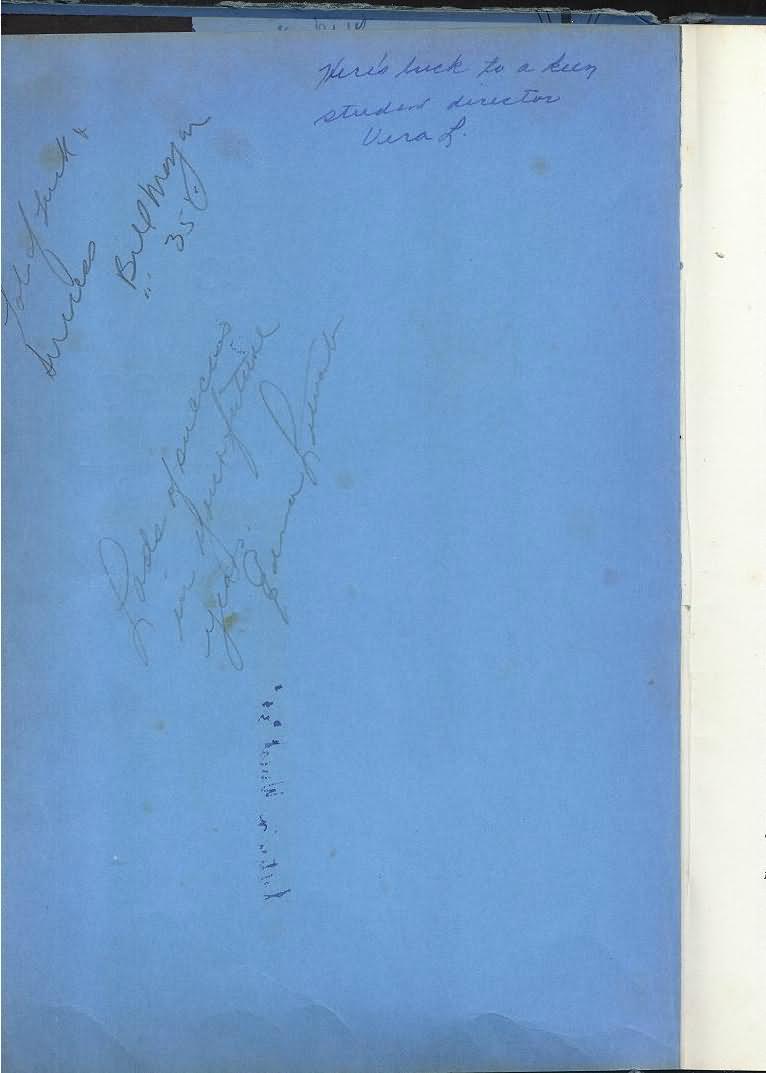 Here's luck to a keen
student director
Vera L.
Lots of Luck &
Success
Bill Morgan
35
Loads of success
in your future
years.
Edna